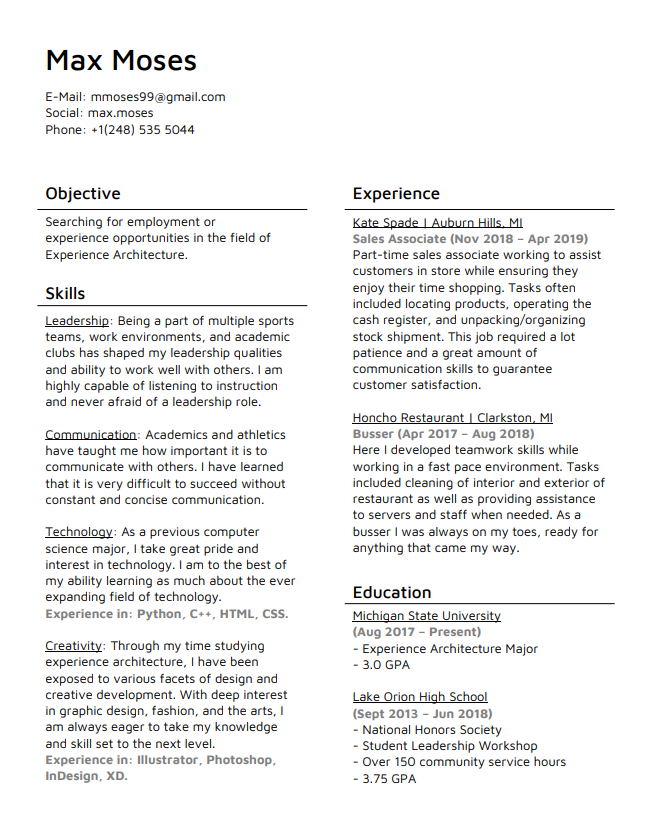 Max Moses
E-Mail: mmoses99@gmail.com
Social: max.moses
Phone: +1(248) 535 5044
Objective
Searching for employment or
experience opportunities in the field of
Experience Architecture.
Skills
Leadership: Being a part of multiple sports
teams, work environments, and academic
clubs has shaped my leadership qualities
and ability to work well with others. I am
highly capable of listening to instruction
and never afraid of a leadership role.
Communication: Academics and athletics
have taught me how important it is to
communicate with others. I have learned
that it is very difficult to succeed without
constant and concise communication.
Technology: As a previous computer
science major, I take great pride and
interest in technology. I am to the best of
my ability learning as much about the ever
expanding field of technology.
Experience in: Python, C++, HTML, CSS.
Creativity: Through my time studying
experience architecture, I have been
exposed to various facets of design and
creative development. With deep interest
in graphic design, fashion, and the arts, I
am always eager to take my knowledge
and skill set to the next level.
Experience in: Illustrator, Photoshop,
InDesign, XD.
Experience
Kate Spade | Auburn Hills, MI
Sales Associate (Nov 2018 – Apr 2019)
Part-time sales associate working to assist
customers in store while ensuring they
enjoy their time shopping. Tasks often
included locating products, operating the
cash register, and unpacking/organizing
stock shipment. This job required a lot
patience and a great amount of
communication skills to guarantee
customer satisfaction.
Honcho Restaurant | Clarkston, MI
Busser (Apr 2017 – Aug 2018)
Here I developed teamwork skills while
working in a fast pace environment. Tasks
included cleaning of interior and exterior of
restaurant as well as providing assistance
to servers and staff when needed. As a
busser I was always on my toes, ready for
anything that came my way.
Education
Michigan State University
(Aug 2017 – Present)
- Experience Architecture Major
- 3.0 GPA
Lake Orion High School
(Sept 2013 – Jun 2018)
- National Honors Society
- Student Leadership Workshop
- Over 150 community service hours
- 3.75 GPA